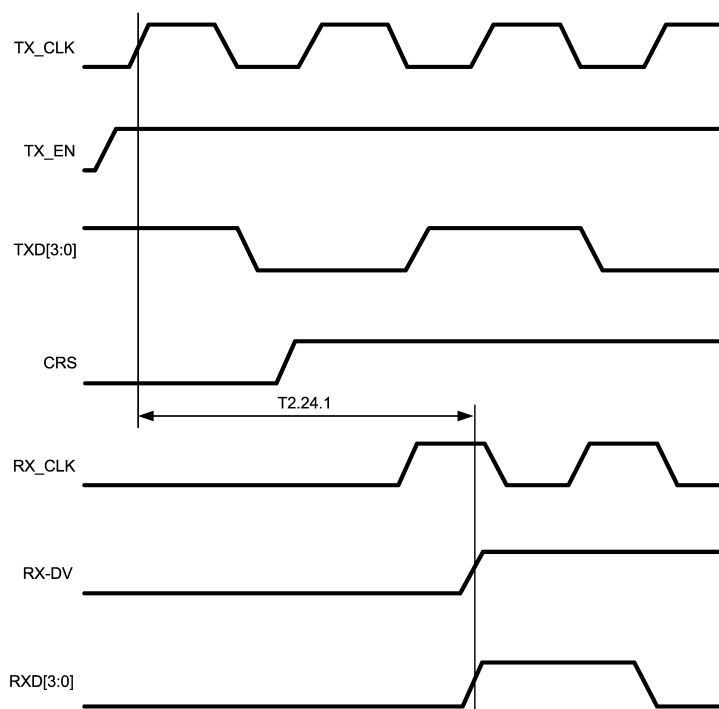 TX_CLK
TX_EN
TXD[3:0]
CRS
T2.24.1
RX_CLK
RX-DV
RXD[3:0]